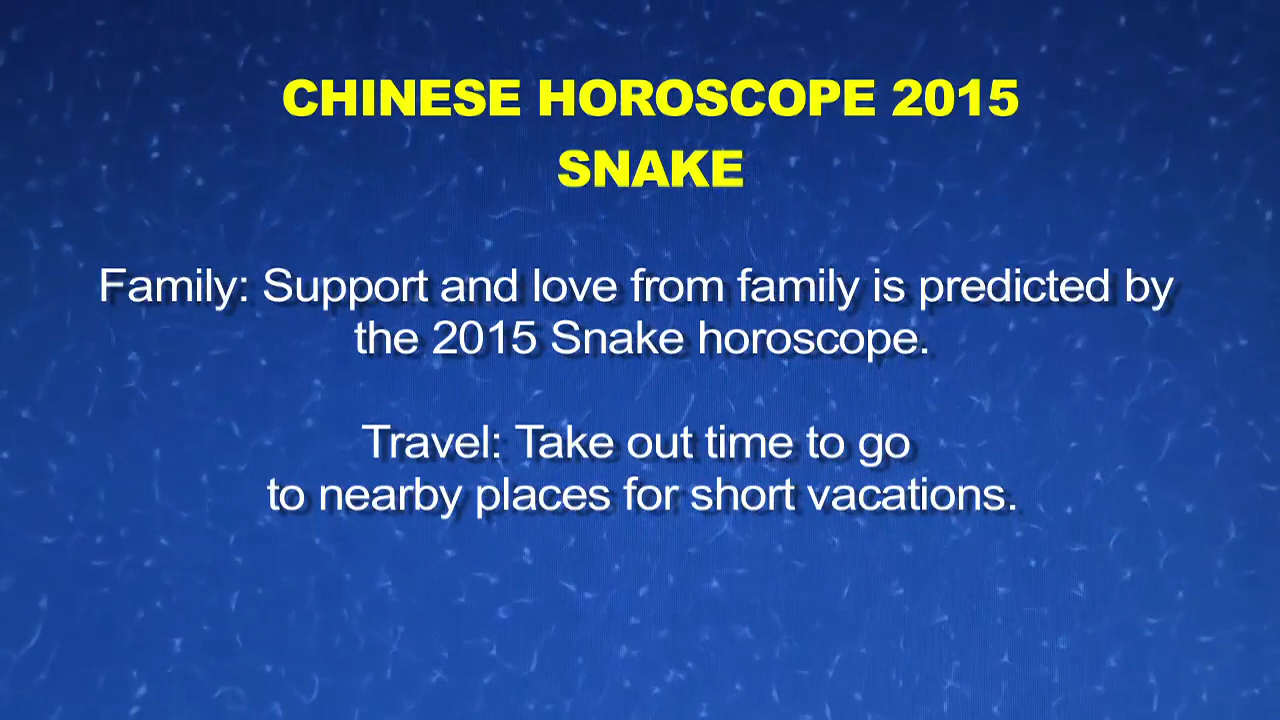 CHINESE HOROSCOPE 2015
SNAKE
Family: Support and love from family is predicted by
the 2015 Snake horoscope.
Travel: Take out time to go
to nearby places for short vacations.